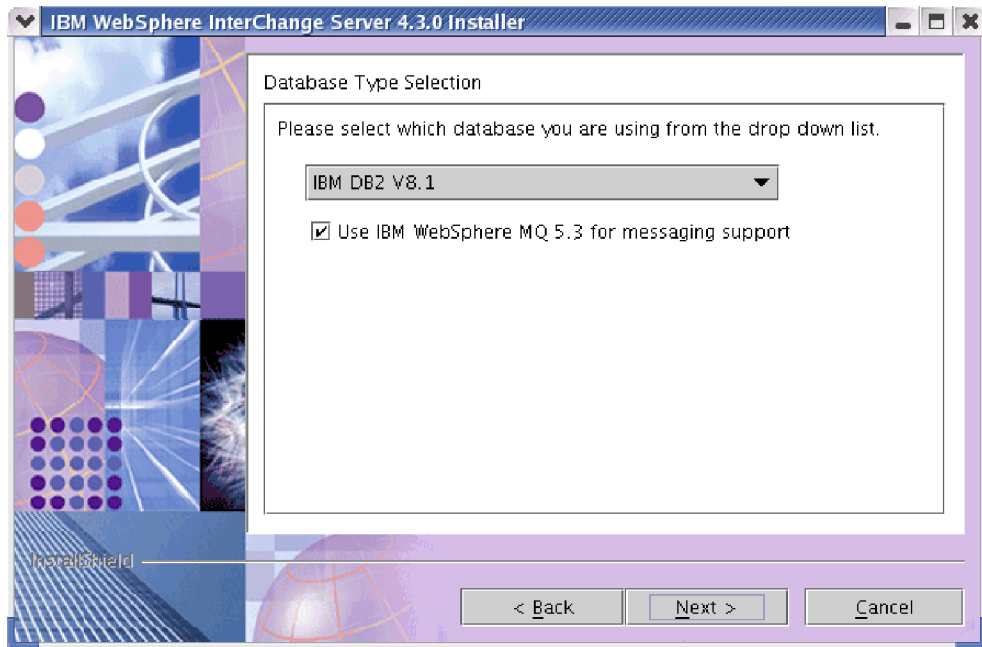 IBM WebSphere InterChange Server 4.3.0 Installer
Database Type Selection
Please select which database you are using from the drop down list.
IBM DB2 V8.1
Use IBM WebSphere MQ 5.3 for messaging support
InstallShield
< Back
Next >
Cancel